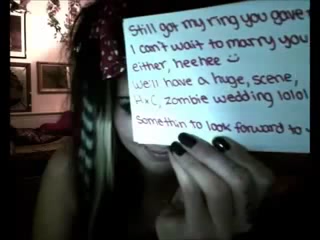 Still got my ring you gave
I can't wait to marry you
either, heehee
We'll have a huge, scene,
HxC, zombie wedding lolol
Somethin to look forward to